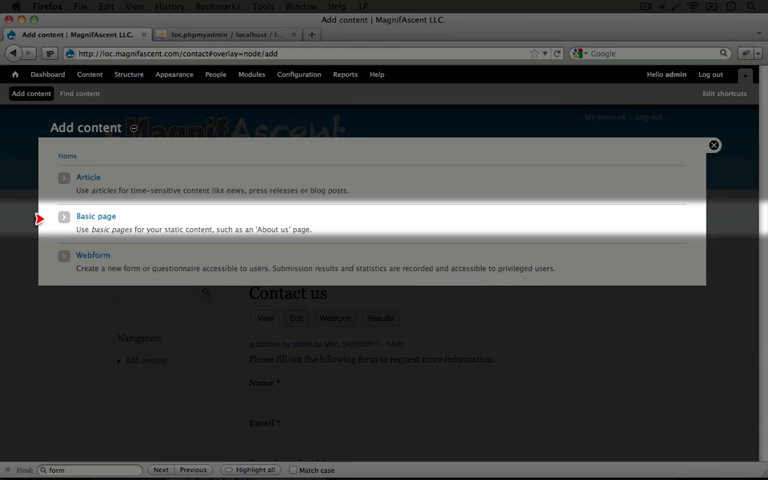 Firefox File Edit View History Bookmarks Tools Window Help
Add content | MagnifAscent LLC.
Add content | MagnifAscent LLC. loc.phpmyadmin / localhost / l...
http://loc.magnifascent.com/contact#overlay=node/add Google
Dashboard Content Structure Appearance People Modules Configuration Reports Help Hello admin Log out
Add content Find content Edit shortcuts
My account Log out
Add content MagnifAscent
Home
Article
Use articles for time-sensitive content like news, press releases or blog posts.
Basic page
Use basic pages for your static content, such as an 'About us' page.
Webform
Create a new form or questionnaire accessible to users. Submission results and statistics are recorded and accessible to privileged users.
Contact us
View Edit Webform Results
Navigation
Add content
published by admin on
Please fill out the following form to request more information.
Name *
Email *
Find: form Next Previous Highlight all Match case